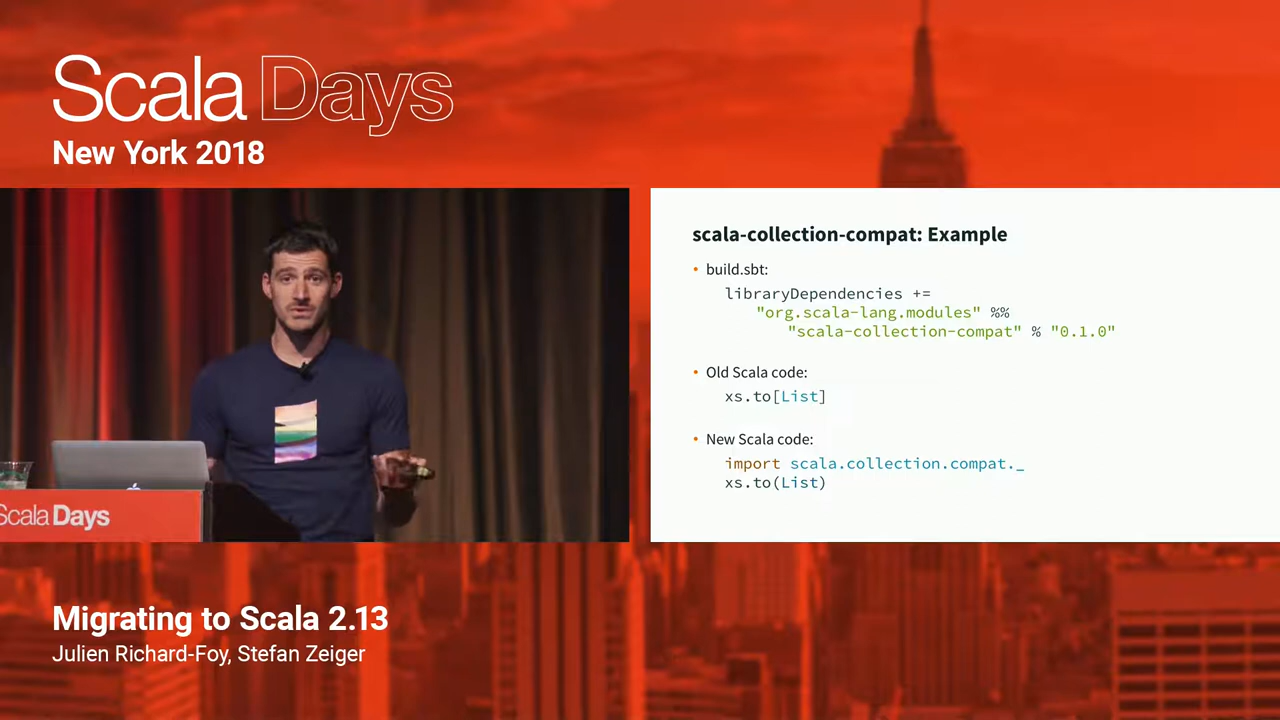 Scala Days
New York 2018
Scala Days
scala-collection-compat: Example
• build.sbt:
libraryDependencies +=
"org.scala-lang.modules" %%
"scala-collection-compat" % "0.1.0"
• Old Scala code:
xs.to[List]
• New Scala code:
import scala.collection.compat._
xs.to(List)
Migrating to Scala 2.13
Julien Richard-Foy, Stefan Zeiger